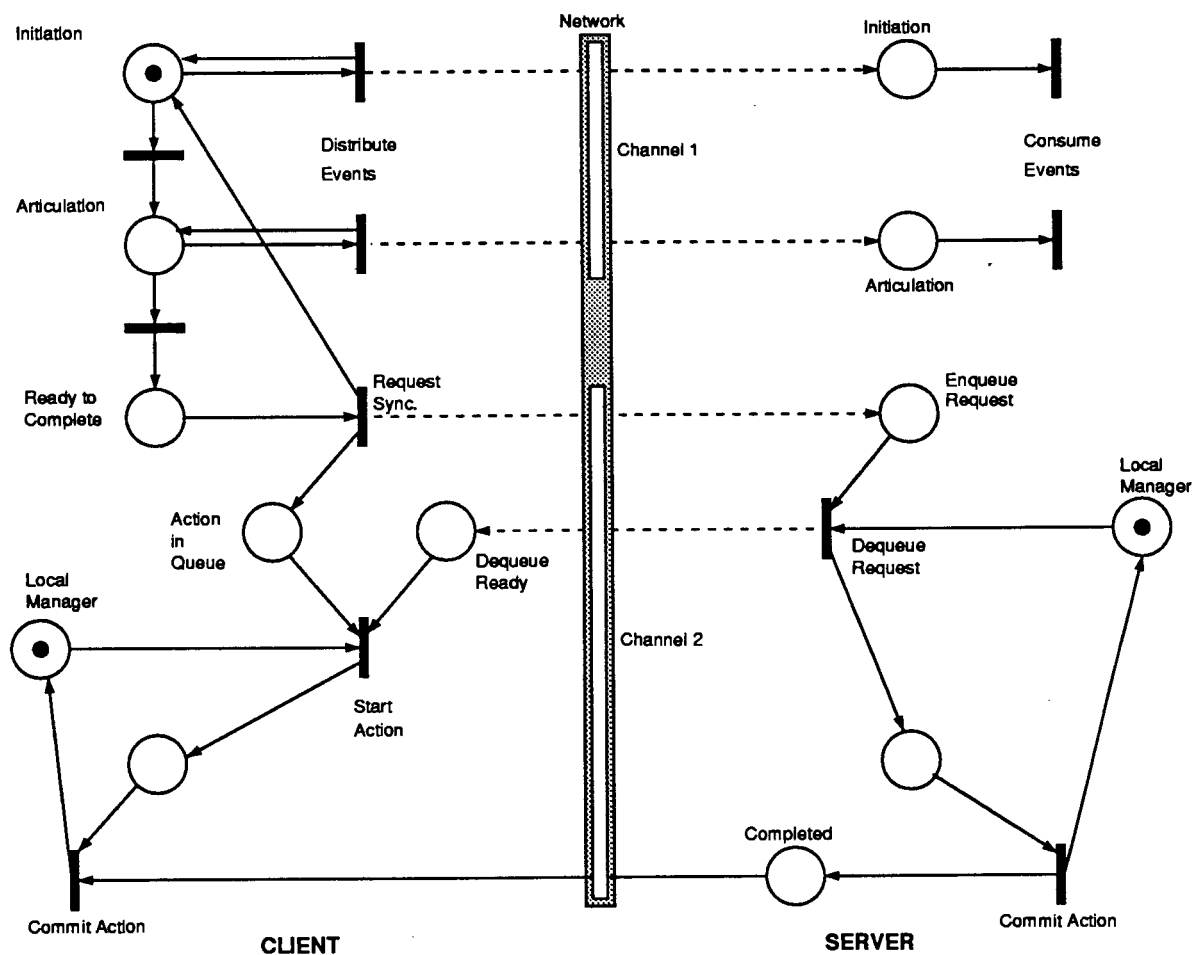 Network
Initiation
Initiation
Distribute
Events
Channel 1
Consume
Events
Articulation
Articulation
Ready to
Complete
Request
Sync.
Enqueue
Request
Local
Manager
Action
in
Queue
Dequeue
Ready
Dequeue
Request
Local
Manager
Channel 2
Start
Action
Completed
Commit Action
Commit Action
CLIENT
SERVER